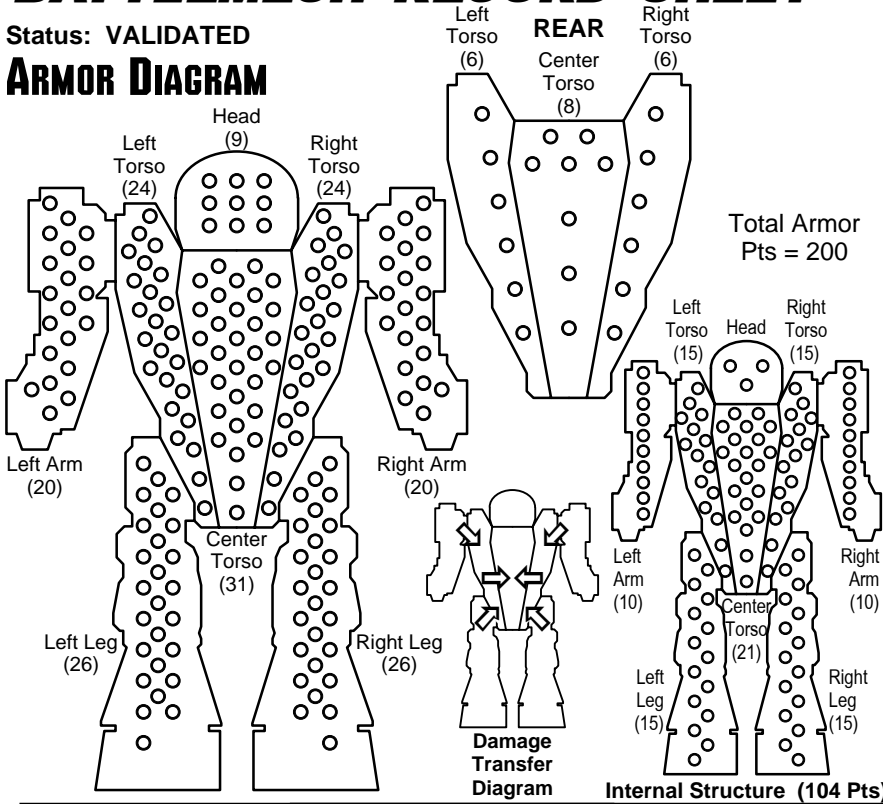 BATTLEMECH RECORD SHEET
Status: VALIDATED
ARMOR DIAGRAM
Head
(9)
Left
Torso
(24)
Right
Torso
(24)
Left Arm
(20)
Right Arm
(20)
Center
Torso
(31)
Left Leg
(26)
Right Leg
(26)
REAR
Left
Torso
(6)
Center
Torso
(8)
Right
Torso
(6)
Total Armor
Pts = 200
Left
Torso
(15)
Head
Right
Torso
(15)
Left
Arm
(10)
Right
Arm
(10)
Center
Torso
(21)
Left
Leg
(15)
Right
Leg
(15)
Damage
Transfer
Diagram
Internal Structure (104 Pts)